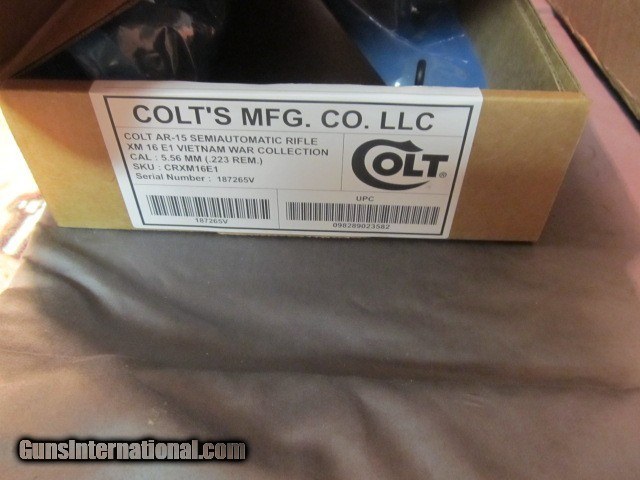 COLT'S MFG. CO. LLC
COLT AR-15 SEMIAUTOMATIC RIFLE
XM 16 E1 VIETNAM WAR COLLECTION
CAL : 5.56 MM (.223 REM.)
SKU : CRXM16E1
Serial Number : 187265V
COLT ®
187265V
UPC
098289023582
GunsInternational.com